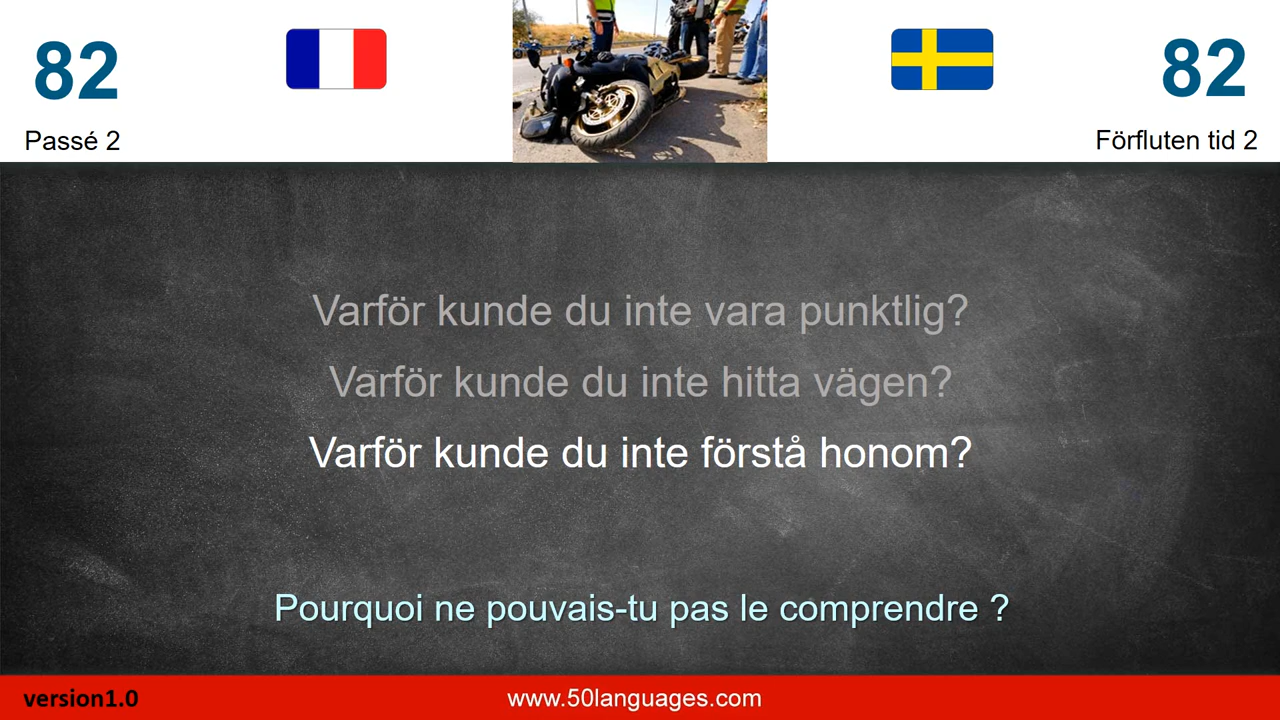 82
82
Passé 2
Förfluten tid 2
Varför kunde du inte vara punktlig?
Varför kunde du inte hitta vägen?
Varför kunde du inte förstå honom?
Pourquoi ne pouvais-tu pas le comprendre ?
version1.0
www.50languages.com